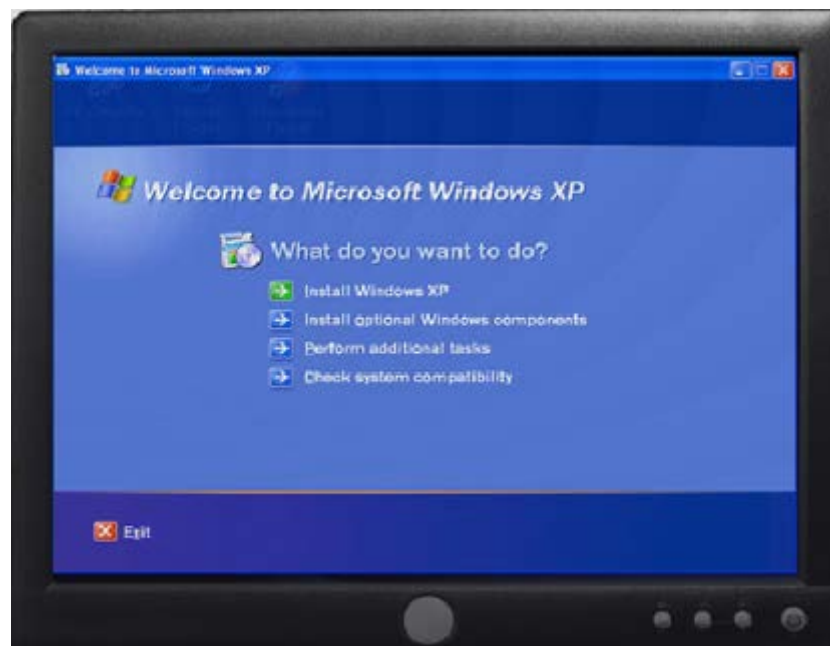 Welcome to Microsoft Windows XP
Welcome to Microsoft Windows XP
What do you want to do?
Install Windows XP
Install optional Windows components
Perform additional tasks
Check system compatibility
Exit